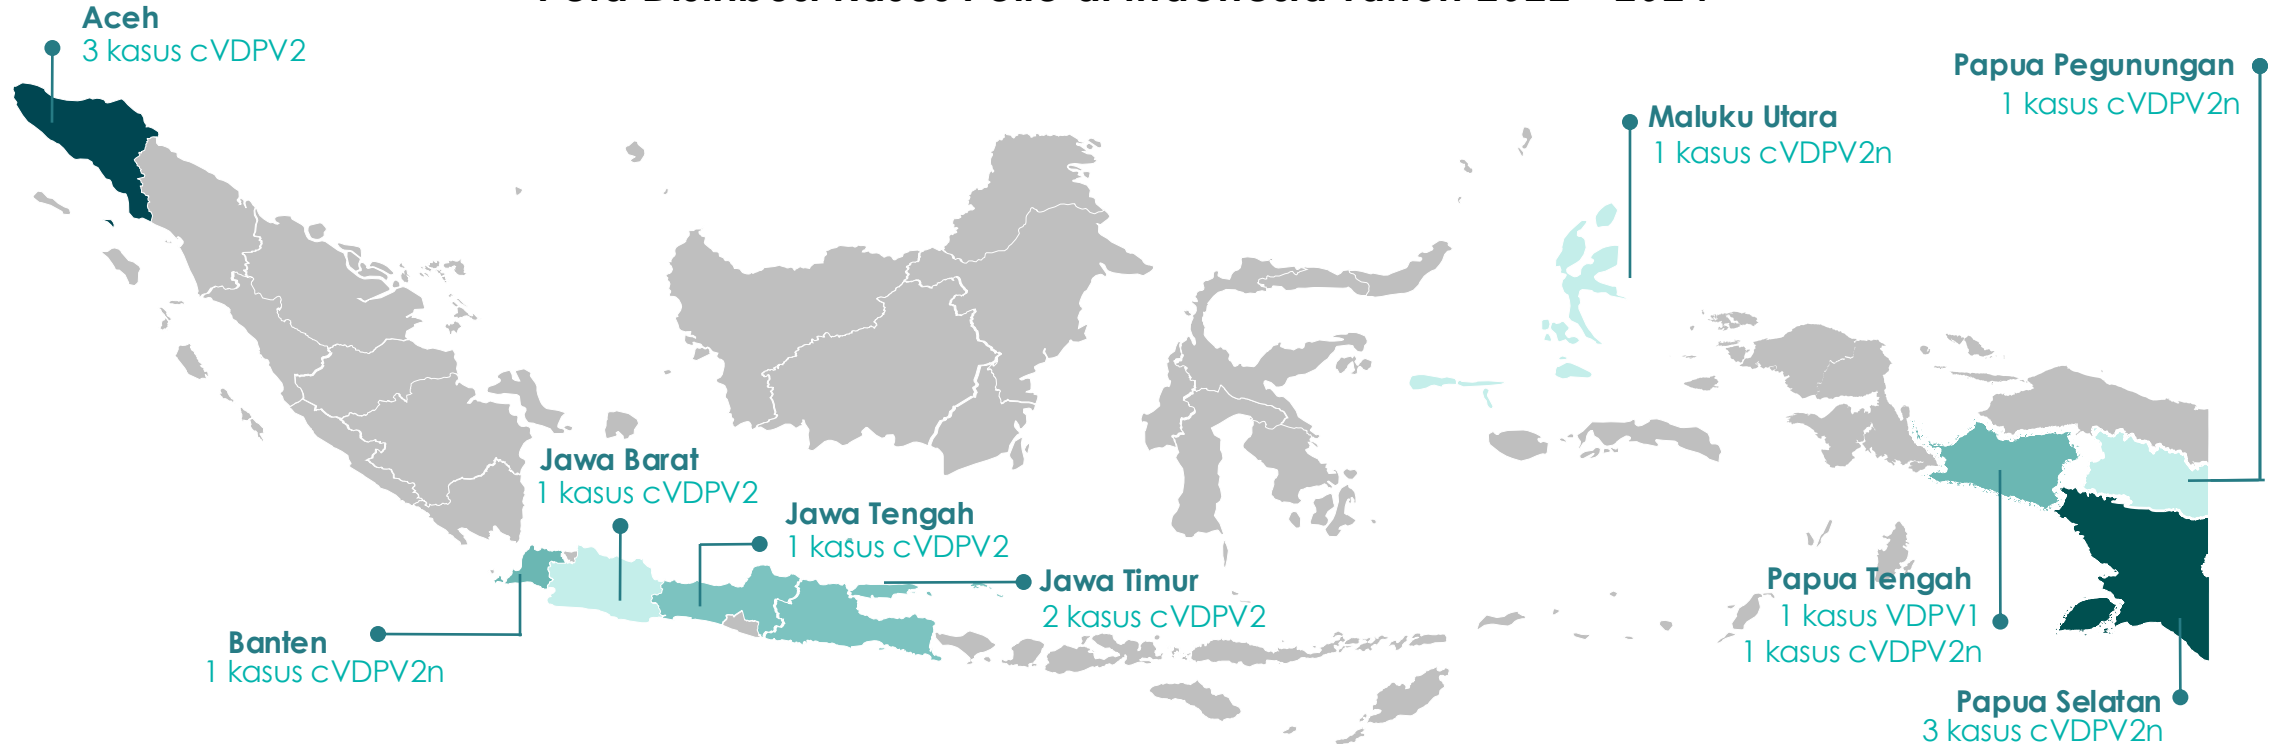 Aceh
3 kasus cVDPV2
Papua Pegunungan
1 kasus cVDPV2n
Maluku Utara
1 kasus cVDPV2n
Jawa Barat
1 kasus cVDPV2
Jawa Tengah
1 kasus cVDPV2
Jawa Timur
2 kasus cVDPV2
Banten
1 kasus cVDPV2n
Papua Tengah
1 kasus VDPV1
1 kasus cVDPV2n
Papua Selatan
3 kasus cVDPV2n